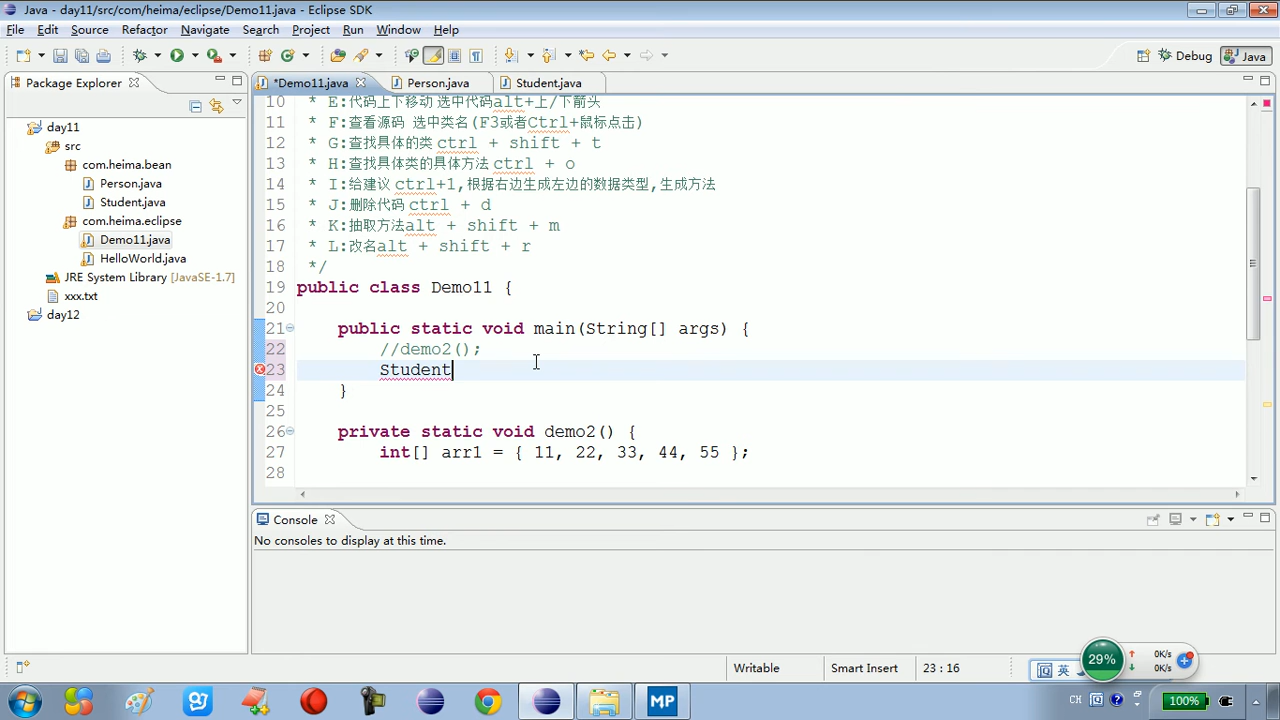 Java - day11/src/com/heima/eclipse/Demo11.java - Eclipse SDK
File Edit Source Refactor Navigate Search Project Run Window Help
Debug Java
Package Explorer
*Demo11.java Person.java Student.java
day11
src
com.heima.bean
Person.java
Student.java
com.heima.eclipse
Demo11.java
HelloWorld.java
JRE System Library [JavaSE-1.7]
xxx.txt
day12
10 * E:代码上下移动 选中代码alt+上/下箭头
11 * F:查看源码 选中类名(F3或者Ctrl+鼠标点击)
12 * G:查找具体的类 ctrl + shift + t
13 * H:查找具体类的具体方法 ctrl + o
14 * I:给建议 ctrl+1,根据右边生成左边的数据类型,生成方法
15 * J:删除代码 ctrl + d
16 * K:抽取方法alt + shift + m
17 * L:改名alt + shift + r
18 */
19 public class Demo11 {
20
21 public static void main(String[] args) {
22 //demo2();
23 Student
24 }
25
26 private static void demo2() {
27 int[] arr1 = { 11, 22, 33, 44, 55 };
28
Console
No consoles to display at this time.
Writable Smart Insert 23 : 16
英
29% 0K/s
0K/s
MP
CH 100%